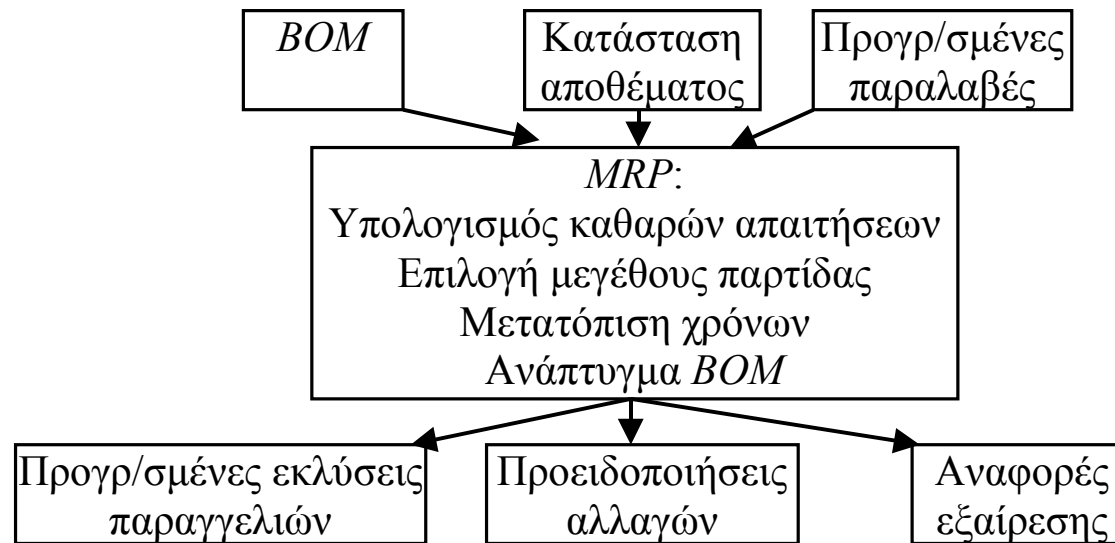 BOM
Κατάσταση
αποθέματος
Προγρ/σμένες
παραλαβές
MRP:
Υπολογισμός καθαρών απαιτήσεων
Επιλογή μεγέθους παρτίδας
Μετατόπιση χρόνων
Ανάπτυγμα BOM
Προγρ/σμένες εκλύσεις
παραγγελιών
Προειδοποιήσεις
αλλαγών
Αναφορές
εξαίρεσης